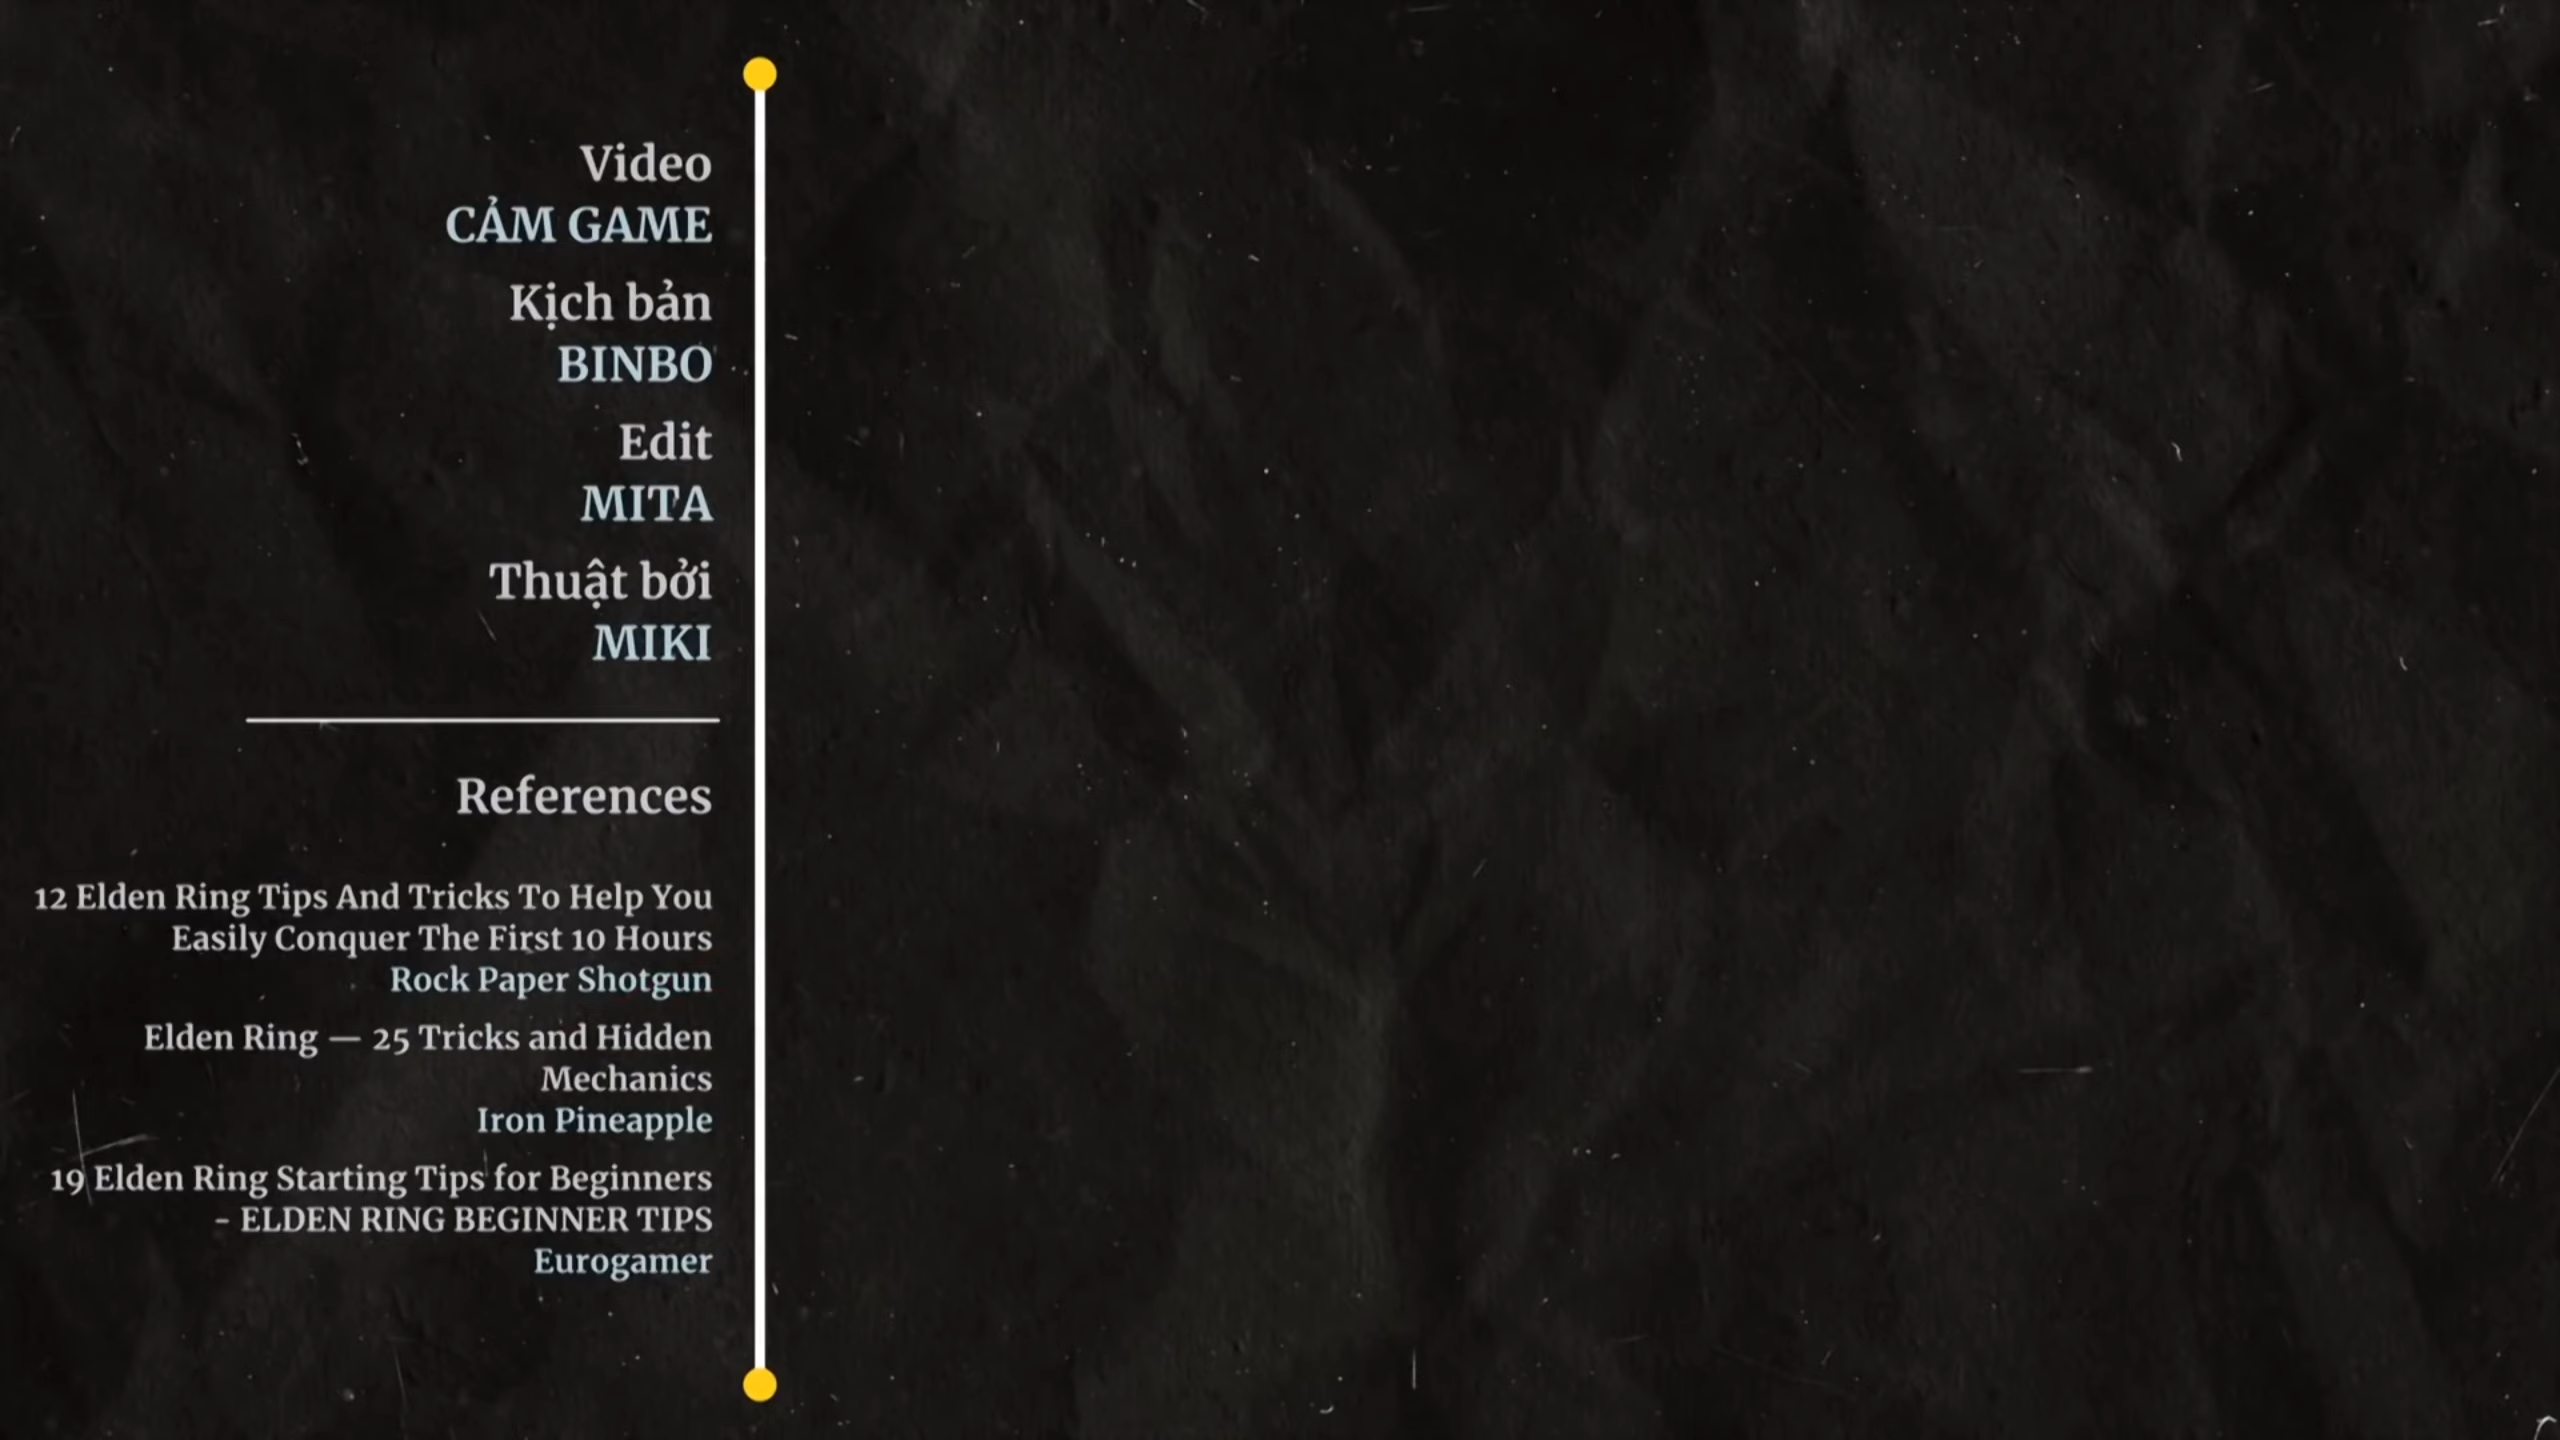 Video
CẢM GAME
Kịch bản
BINBO
Edit
MITA
Thuật bởi
MIKI
References
12 Elden Ring Tips And Tricks To Help You
Easily Conquer The First 10 Hours
Rock Paper Shotgun
Elden Ring — 25 Tricks and Hidden
Mechanics
Iron Pineapple
19 Elden Ring Starting Tips for Beginners
- ELDEN RING BEGINNER TIPS
Eurogamer